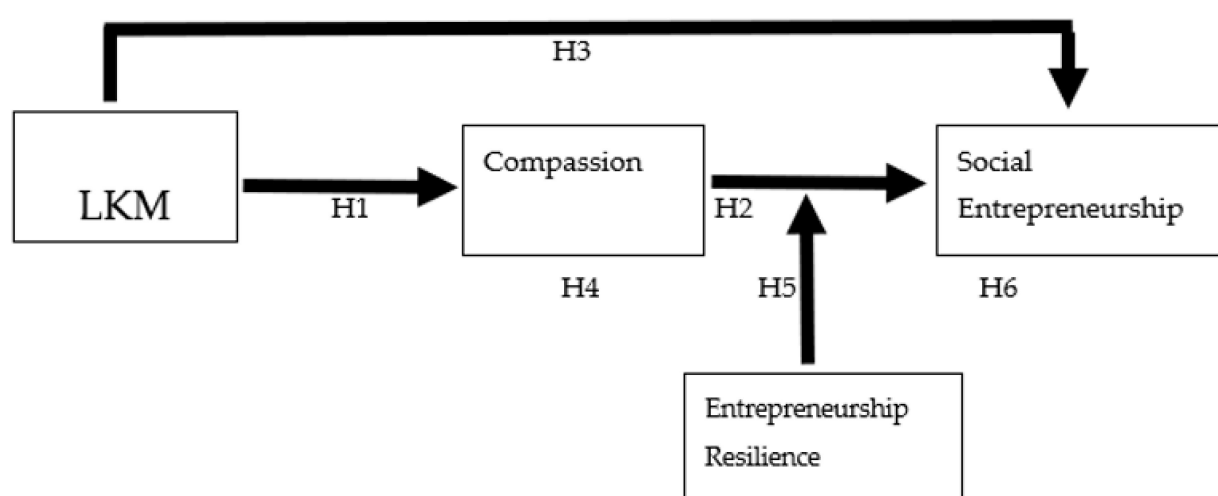 H3
LKM
H1
Compassion
H2
Social
Entrepreneurship
H4
H5
H6
Entrepreneurship
Resilience